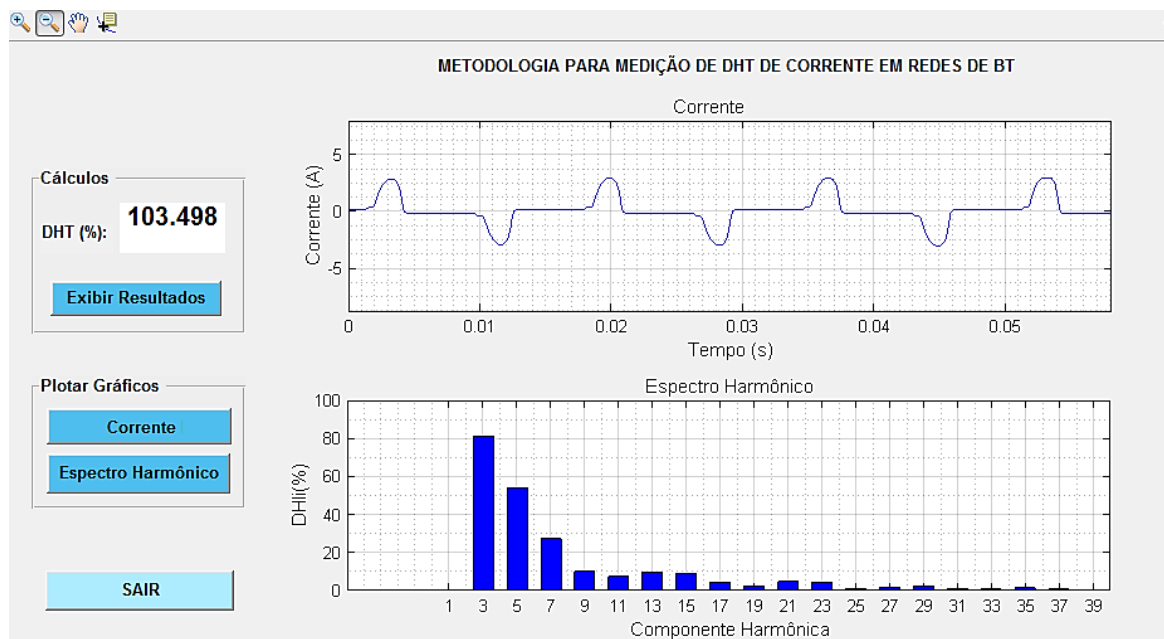 METODOLOGIA PARA MEDIÇÃO DE DHT DE CORRENTE EM REDES DE BT
Cálculos
DHT (%):
103.498
Exibir Resultados
Plotar Gráficos
Corrente
Espectro Harmônico
SAIR
Corrente
Corrente (A)
5
0
-5
0 0.01 0.02 0.03 0.04 0.05
Tempo (s)
Espectro Harmônico
DHIi(%)
100
80
60
40
20
0
1 3 5 7 9 11 13 15 17 19 21 23 25 27 29 31 33 35 37 39
Componente Harmônica